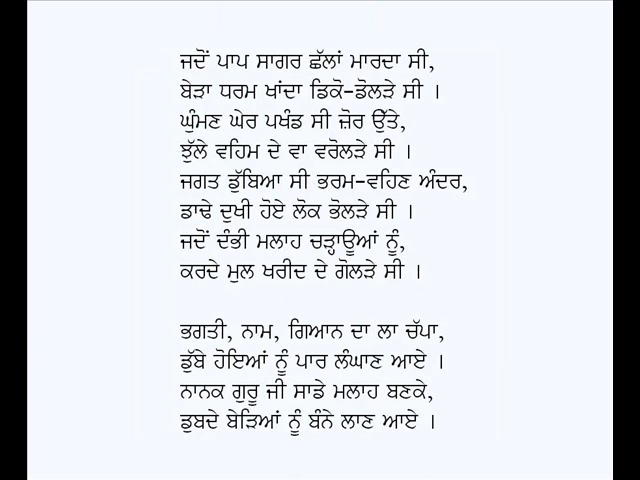 ਜਦੋਂ ਪਾਪ ਸਾਗਰ ਛੱਲਾਂ ਮਾਰਦਾ ਸੀ,
ਬੇੜਾ ਧਰਮ ਖਾਂਦਾ ਡਿਕੋ-ਡੋਲੜੇ ਸੀ ।
ਘੁੰਮਣ ਘੇਰ ਪਖੰਡ ਸੀ ਜ਼ੋਰ ਉੱਤੇ,
ਝੁੱਲੇ ਵਹਿਮ ਦੇ ਵਾ ਵਰੋਲੜੇ ਸੀ ।
ਜਗਤ ਡੁੱਬਿਆ ਸੀ ਭਰਮ-ਵਹਿਣ ਅੰਦਰ,
ਡਾਢੇ ਦੁਖੀ ਹੋਏ ਲੋਕ ਭੋਲੜੇ ਸੀ ।
ਜਦੋਂ ਦੰਭੀ ਮਲਾਹ ਚੜ੍ਹਾਊਆਂ ਨੂੰ,
ਕਰਦੇ ਮੁਲ ਖਰੀਦ ਦੇ ਗੋਲੜੇ ਸੀ ।

ਭਗਤੀ, ਨਾਮ, ਗਿਆਨ ਦਾ ਲਾ ਚੱਪਾ,
ਡੁੱਬੇ ਹੋਇਆਂ ਨੂੰ ਪਾਰ ਲੰਘਾਣ ਆਏ ।
ਨਾਨਕ ਗੁਰੂ ਜੀ ਸਾਡੇ ਮਲਾਹ ਬਣਕੇ,
ਡੁਬਦੇ ਬੇੜਿਆਂ ਨੂੰ ਬੰਨੇ ਲਾਣ ਆਏ ।